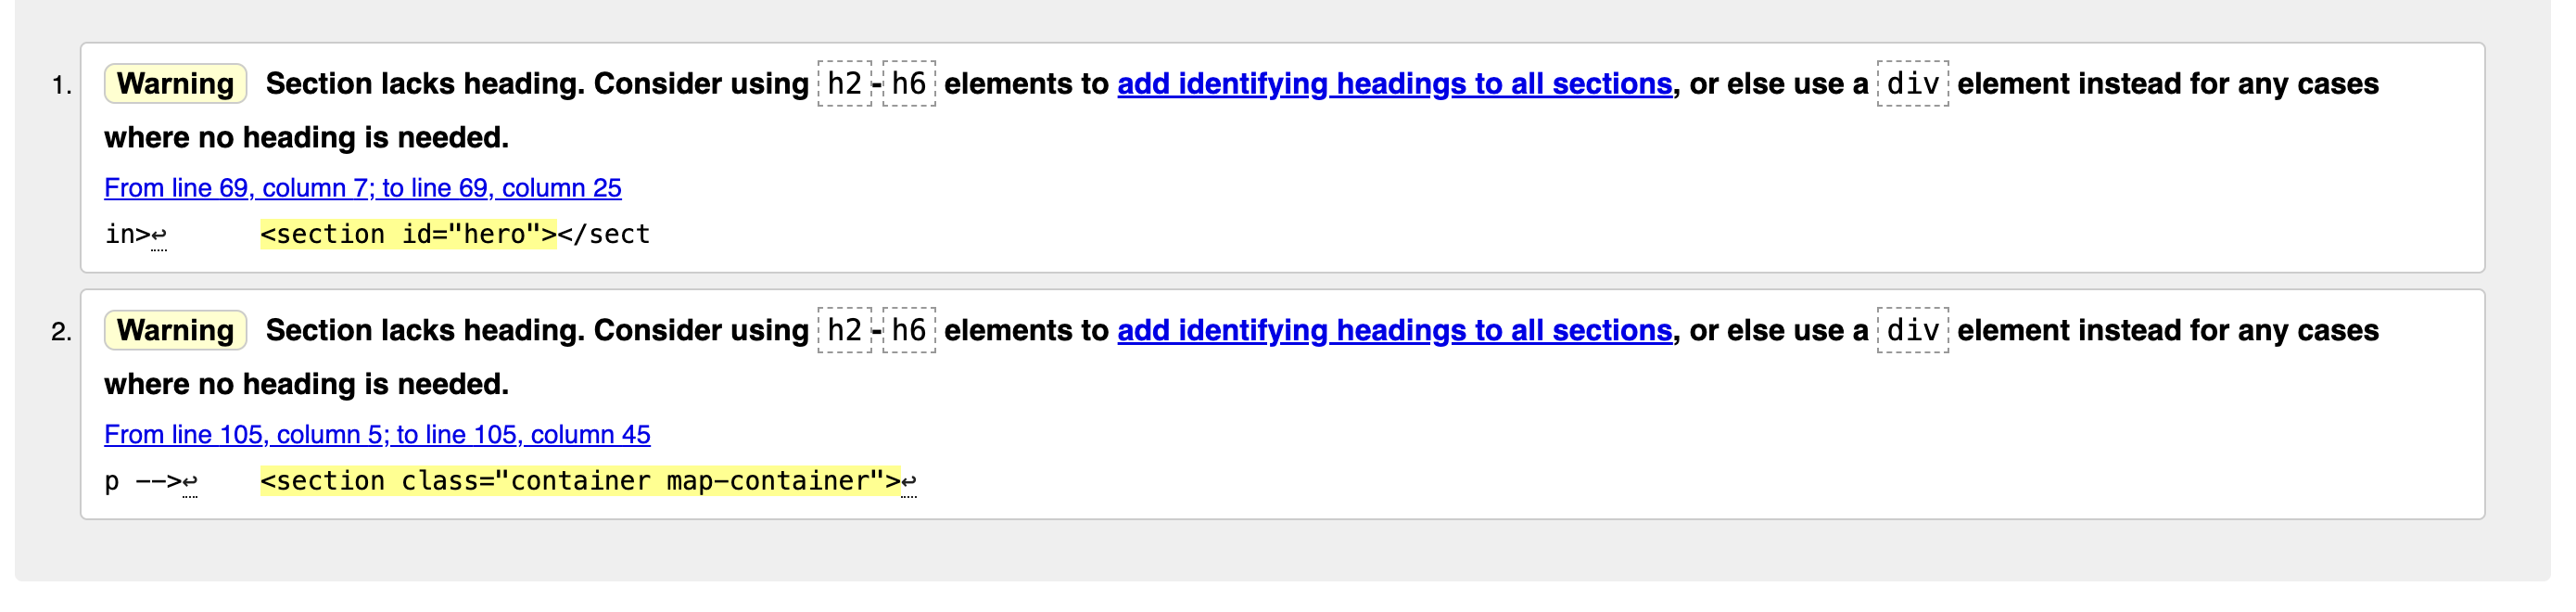 1. Warning Section lacks heading. Consider using h2-h6 elements to add identifying headings to all sections, or else use a div element instead for any cases
where no heading is needed.
From line 69, column 7; to line 69, column 25
in>↩      <section id="hero"></sect
2. Warning Section lacks heading. Consider using h2-h6 elements to add identifying headings to all sections, or else use a div element instead for any cases
where no heading is needed.
From line 105, column 5; to line 105, column 45
p -->↩    <section class="container map-container">↩